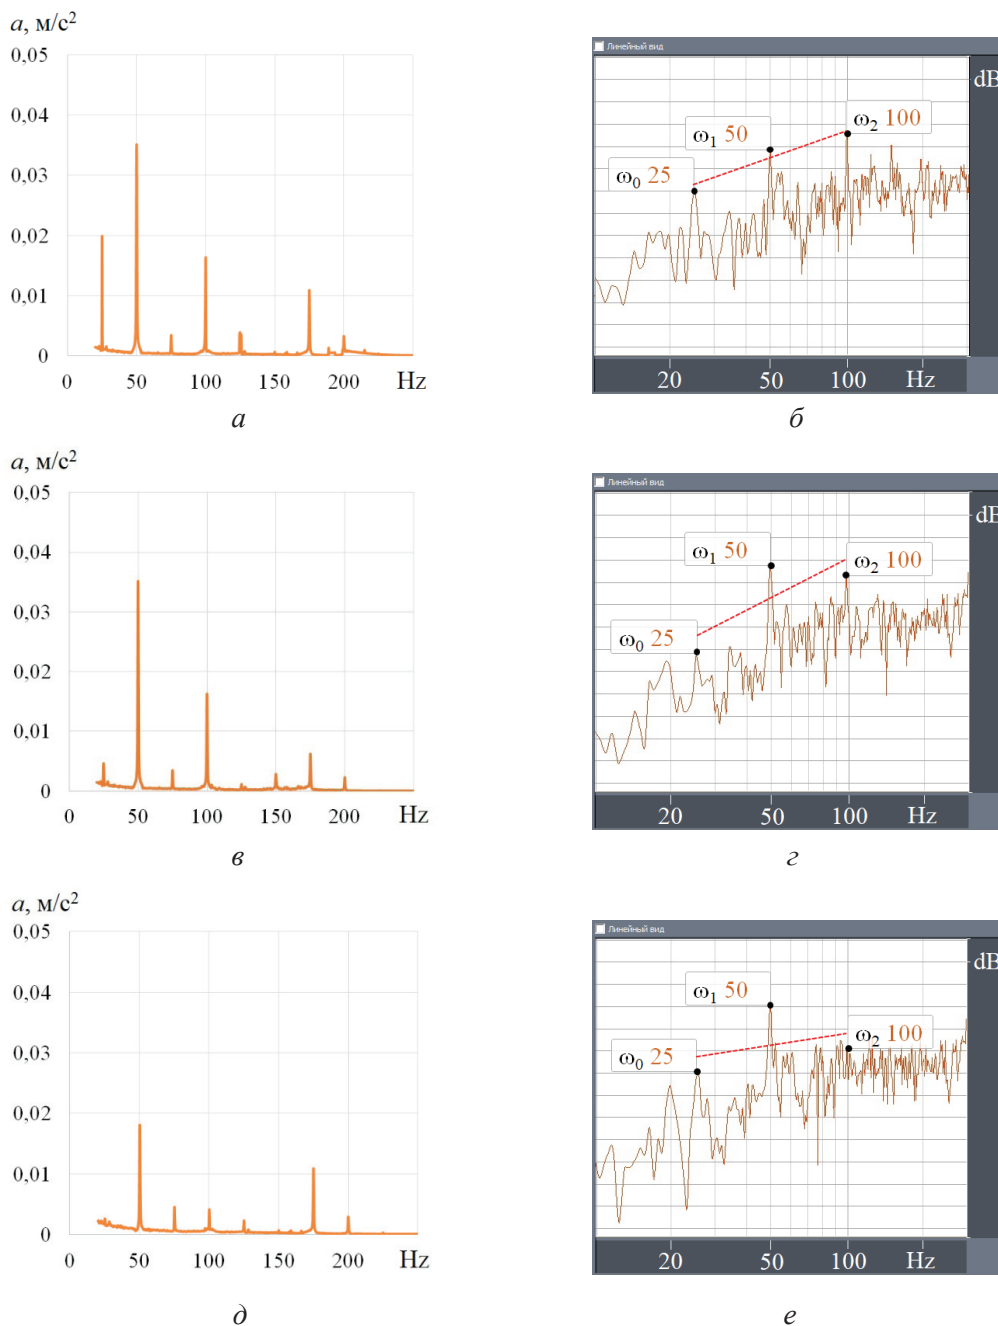 a, м/с²
0,05
0,04
0,03
0,02
0,01
0
0 50 100 150 200 Hz
а
Линейный вид
dB
ω₂ 100
ω₁ 50
ω₀ 25
20 50 100 Hz
б
a, м/с²
0,05
0,04
0,03
0,02
0,01
0
0 50 100 150 200 Hz
в
Линейный вид
dB
ω₁ 50
ω₂ 100
ω₀ 25
20 50 100 Hz
г
a, м/с²
0,05
0,04
0,03
0,02
0,01
0
0 50 100 150 200 Hz
д
Линейный вид
dB
ω₁ 50
ω₂ 100
ω₀ 25
20 50 100 Hz
е